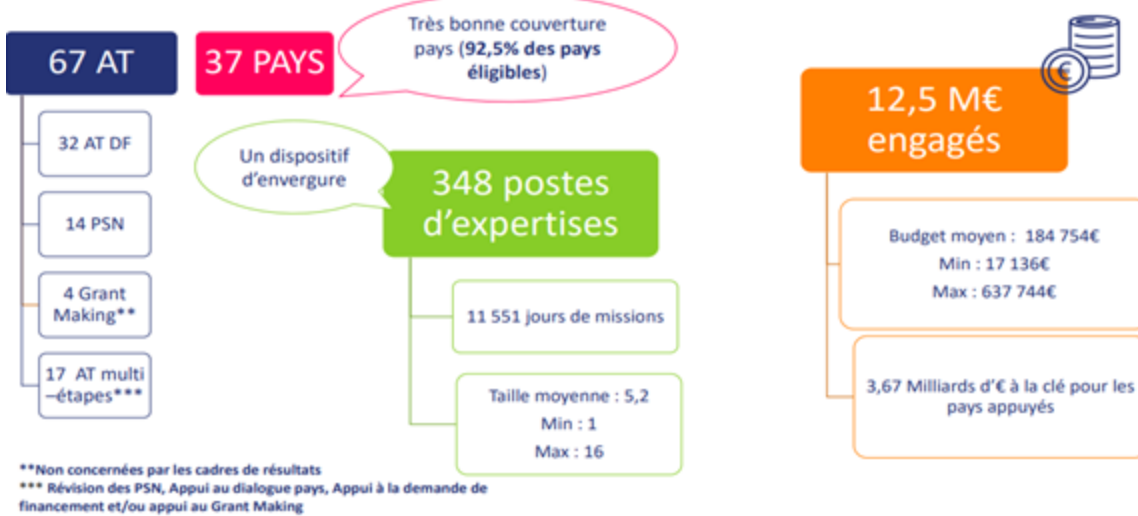 67 AT
37 PAYS
Très bonne couverture
pays (92,5% des pays
éligibles)
32 AT DF
14 PSN
4 Grant
Making**
17 AT multi
–étapes***
Un dispositif
d'envergure
348 postes
d'expertises
11 551 jours de missions
Taille moyenne : 5,2
Min : 1
Max : 16
€
12,5 M€
engagés
Budget moyen : 184 754€
Min : 17 136€
Max : 637 744€
3,67 Milliards d'€ à la clé pour les
pays appuyés
**Non concernées par les cadres de résultats
*** Révision des PSN, Appui au dialogue pays, Appui à la demande de
financement et/ou appui au Grant Making